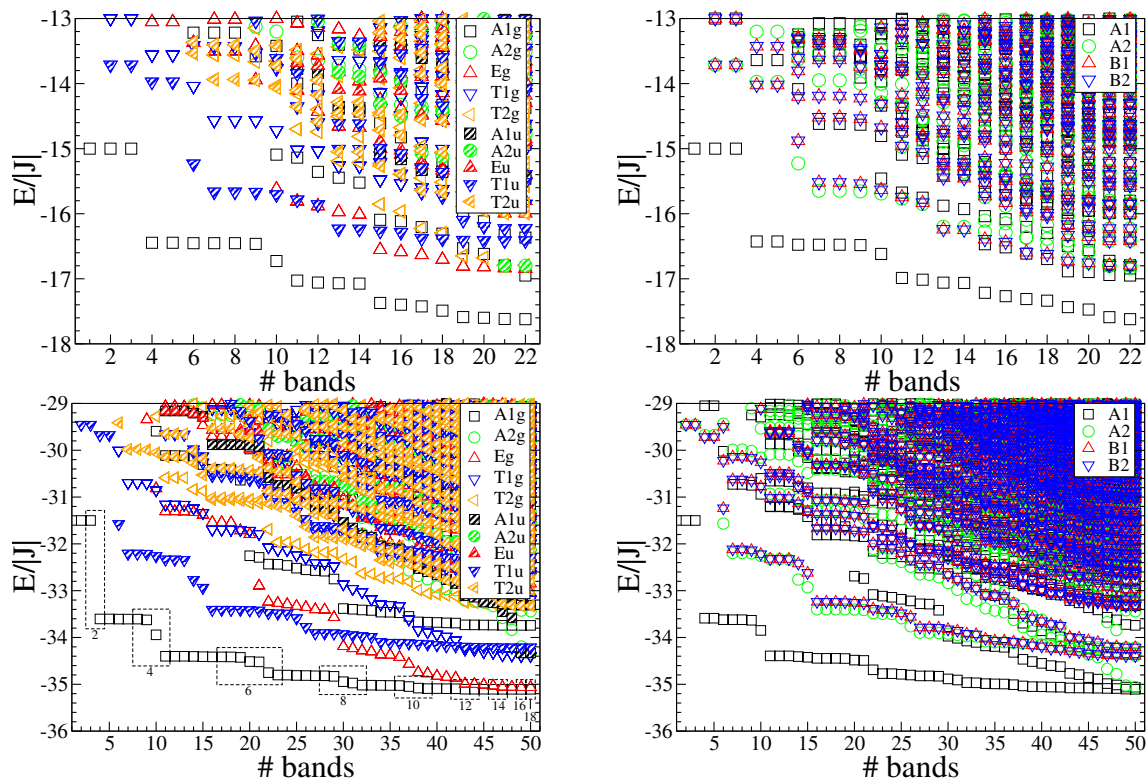 -13
-14
-15
-16
-17
-18
E/|J|
2 4 6 8 10 12 14 16 18 20 22
# bands
A1g
A2g
Eg
T1g
T2g
A1u
A2u
Eu
T1u
T2u
-13
-14
-15
-16
-17
-18
E/|J|
2 4 6 8 10 12 14 16 18 20 22
# bands
A1
A2
B1
B2
-29
-30
-31
-32
-33
-34
-35
-36
E/|J|
5 10 15 20 25 30 35 40 45 50
# bands
A1g
A2g
Eg
T1g
T2g
A1u
A2u
Eu
T1u
T2u
2
4
6
8
10
12
14
16
18
-29
-30
-31
-32
-33
-34
-35
-36
E/|J|
5 10 15 20 25 30 35 40 45 50
# bands
A1
A2
B1
B2